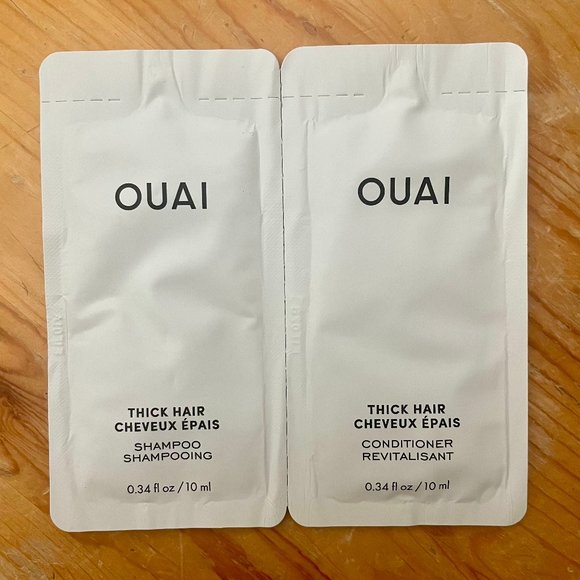 OUAI
THICK HAIR
CHEVEUX ÉPAIS
SHAMPOO
SHAMPOOING
0.34 fl oz / 10 ml
OUAI
THICK HAIR
CHEVEUX ÉPAIS
CONDITIONER
REVITALISANT
0.34 fl oz / 10 ml